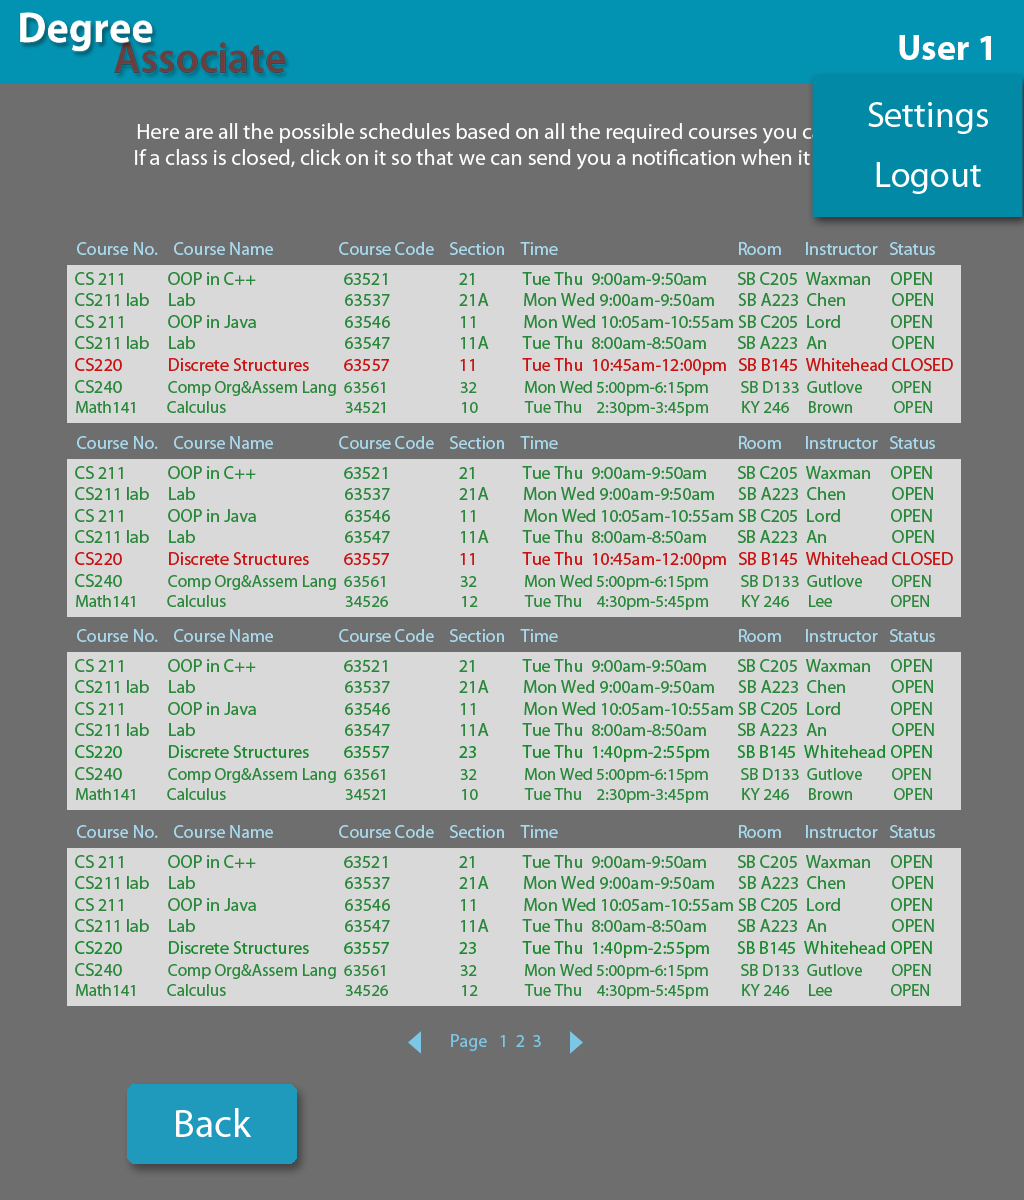 Degree
Associate
User 1
Settings
Logout
Here are all the possible schedules based on all the required courses you
If a class is closed, click on it so that we can send you a notification when it
Course No. Course Name Course Code Section Time Room Instructor Status
CS 211 OOP in C++ 63521 21 Tue Thu 9:00am-9:50am SB C205 Waxman OPEN
CS211 lab Lab 63537 21A Mon Wed 9:00am-9:50am SB A223 Chen OPEN
CS 211 OOP in Java 63546 11 Mon Wed 10:05am-10:55am SB C205 Lord OPEN
CS211 lab Lab 63547 11A Tue Thu 8:00am-8:50am SB A223 An OPEN
CS220 Discrete Structures 63557 11 Tue Thu 10:45am-12:00pm SB B145 Whitehead CLOSED
CS240 Comp Org&Assem Lang 63561 32 Mon Wed 5:00pm-6:15pm SB D133 Gutlove OPEN
Math141 Calculus 34521 10 Tue Thu 2:30pm-3:45pm KY 246 Brown OPEN
Course No. Course Name Course Code Section Time Room Instructor Status
CS 211 OOP in C++ 63521 21 Tue Thu 9:00am-9:50am SB C205 Waxman OPEN
CS211 lab Lab 63537 21A Mon Wed 9:00am-9:50am SB A223 Chen OPEN
CS 211 OOP in Java 63546 11 Mon Wed 10:05am-10:55am SB C205 Lord OPEN
CS211 lab Lab 63547 11A Tue Thu 8:00am-8:50am SB A223 An OPEN
CS220 Discrete Structures 63557 11 Tue Thu 10:45am-12:00pm SB B145 Whitehead CLOSED
CS240 Comp Org&Assem Lang 63561 32 Mon Wed 5:00pm-6:15pm SB D133 Gutlove OPEN
Math141 Calculus 34526 12 Tue Thu 4:30pm-5:45pm KY 246 Lee OPEN
Course No. Course Name Course Code Section Time Room Instructor Status
CS 211 OOP in C++ 63521 21 Tue Thu 9:00am-9:50am SB C205 Waxman OPEN
CS211 lab Lab 63537 21A Mon Wed 9:00am-9:50am SB A223 Chen OPEN
CS 211 OOP in Java 63546 11 Mon Wed 10:05am-10:55am SB C205 Lord OPEN
CS211 lab Lab 63547 11A Tue Thu 8:00am-8:50am SB A223 An OPEN
CS220 Discrete Structures 63557 23 Tue Thu 1:40pm-2:55pm SB B145 Whitehead OPEN
CS240 Comp Org&Assem Lang 63561 32 Mon Wed 5:00pm-6:15pm SB D133 Gutlove OPEN
Math141 Calculus 34521 10 Tue Thu 2:30pm-3:45pm KY 246 Brown OPEN
Course No. Course Name Course Code Section Time Room Instructor Status
CS 211 OOP in C++ 63521 21 Tue Thu 9:00am-9:50am SB C205 Waxman OPEN
CS211 lab Lab 63537 21A Mon Wed 9:00am-9:50am SB A223 Chen OPEN
CS 211 OOP in Java 63546 11 Mon Wed 10:05am-10:55am SB C205 Lord OPEN
CS211 lab Lab 63547 11A Tue Thu 8:00am-8:50am SB A223 An OPEN
CS220 Discrete Structures 63557 23 Tue Thu 1:40pm-2:55pm SB B145 Whitehead OPEN
CS240 Comp Org&Assem Lang 63561 32 Mon Wed 5:00pm-6:15pm SB D133 Gutlove OPEN
Math141 Calculus 34526 12 Tue Thu 4:30pm-5:45pm KY 246 Lee OPEN
Page 1 2 3
Back